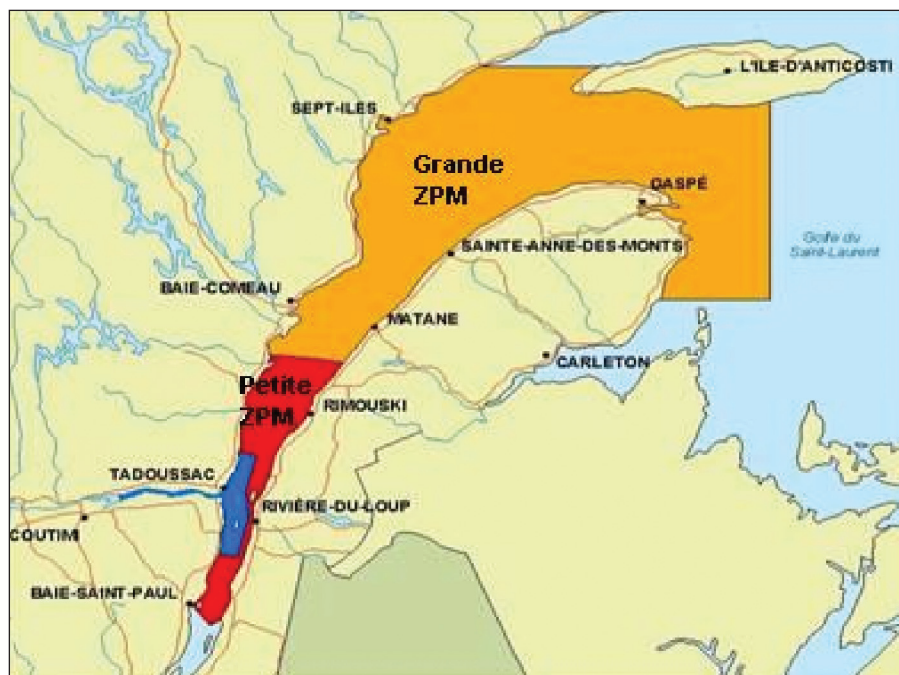 L'ILE-D'ANTICOSTI
SEPT-ILES
Grande
ZPM
GASPÉ
SAINTE-ANNE-DES-MONTS
Golfe du
Saint-Laurent
BAIE-COMEAU
MATANE
CARLETON
Petite
ZPM
RIMOUSKI
TADOUSSAC
RIVIÈRE-DU-LOUP
COUTIMI
BAIE-SAINT-PAUL